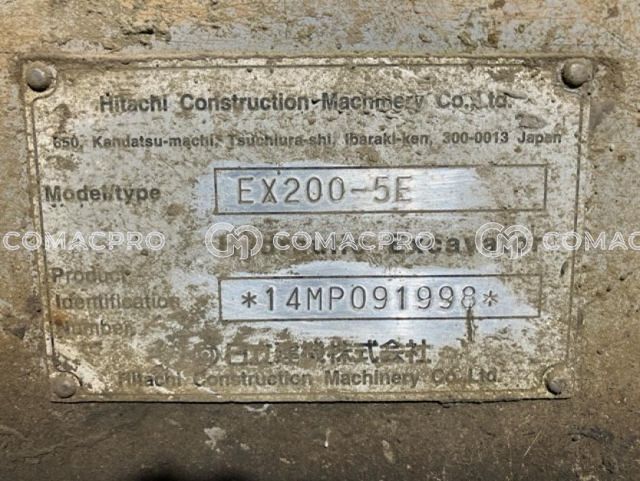 Hitachi Construction Machinery Co., Ltd.
650, Kandatsu-machi, Tsuchiura-shi, Ibaraki-ken, 300-0013 Japan
Model/type EX200-5E
COMACPRO COMACPRO COMACPRO
Excavator
Product
Identification *14MP091998*
Number
日立建機株式会社
Hitachi Construction Machinery Co., Ltd.